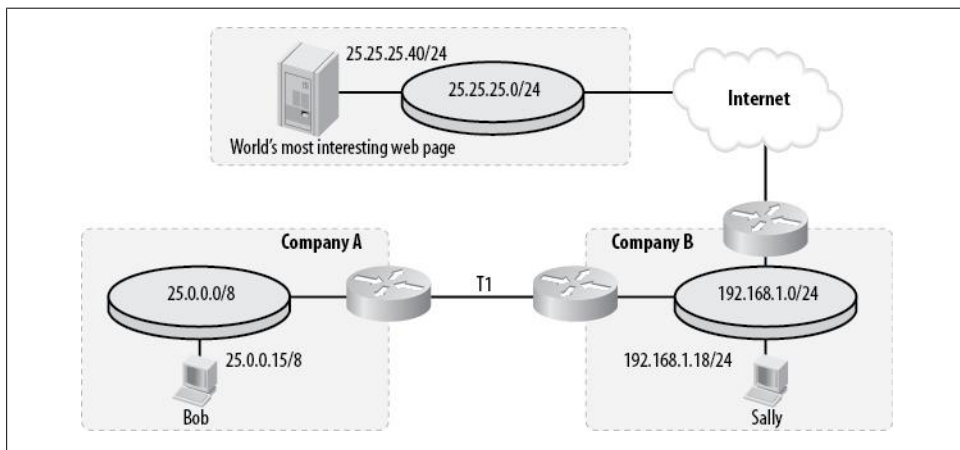 25.25.25.40/24
25.25.25.0/24
Internet
World's most interesting web page
Company A
Company B
25.0.0.0/8
T1
192.168.1.0/24
25.0.0.15/8
192.168.1.18/24
Bob
Sally